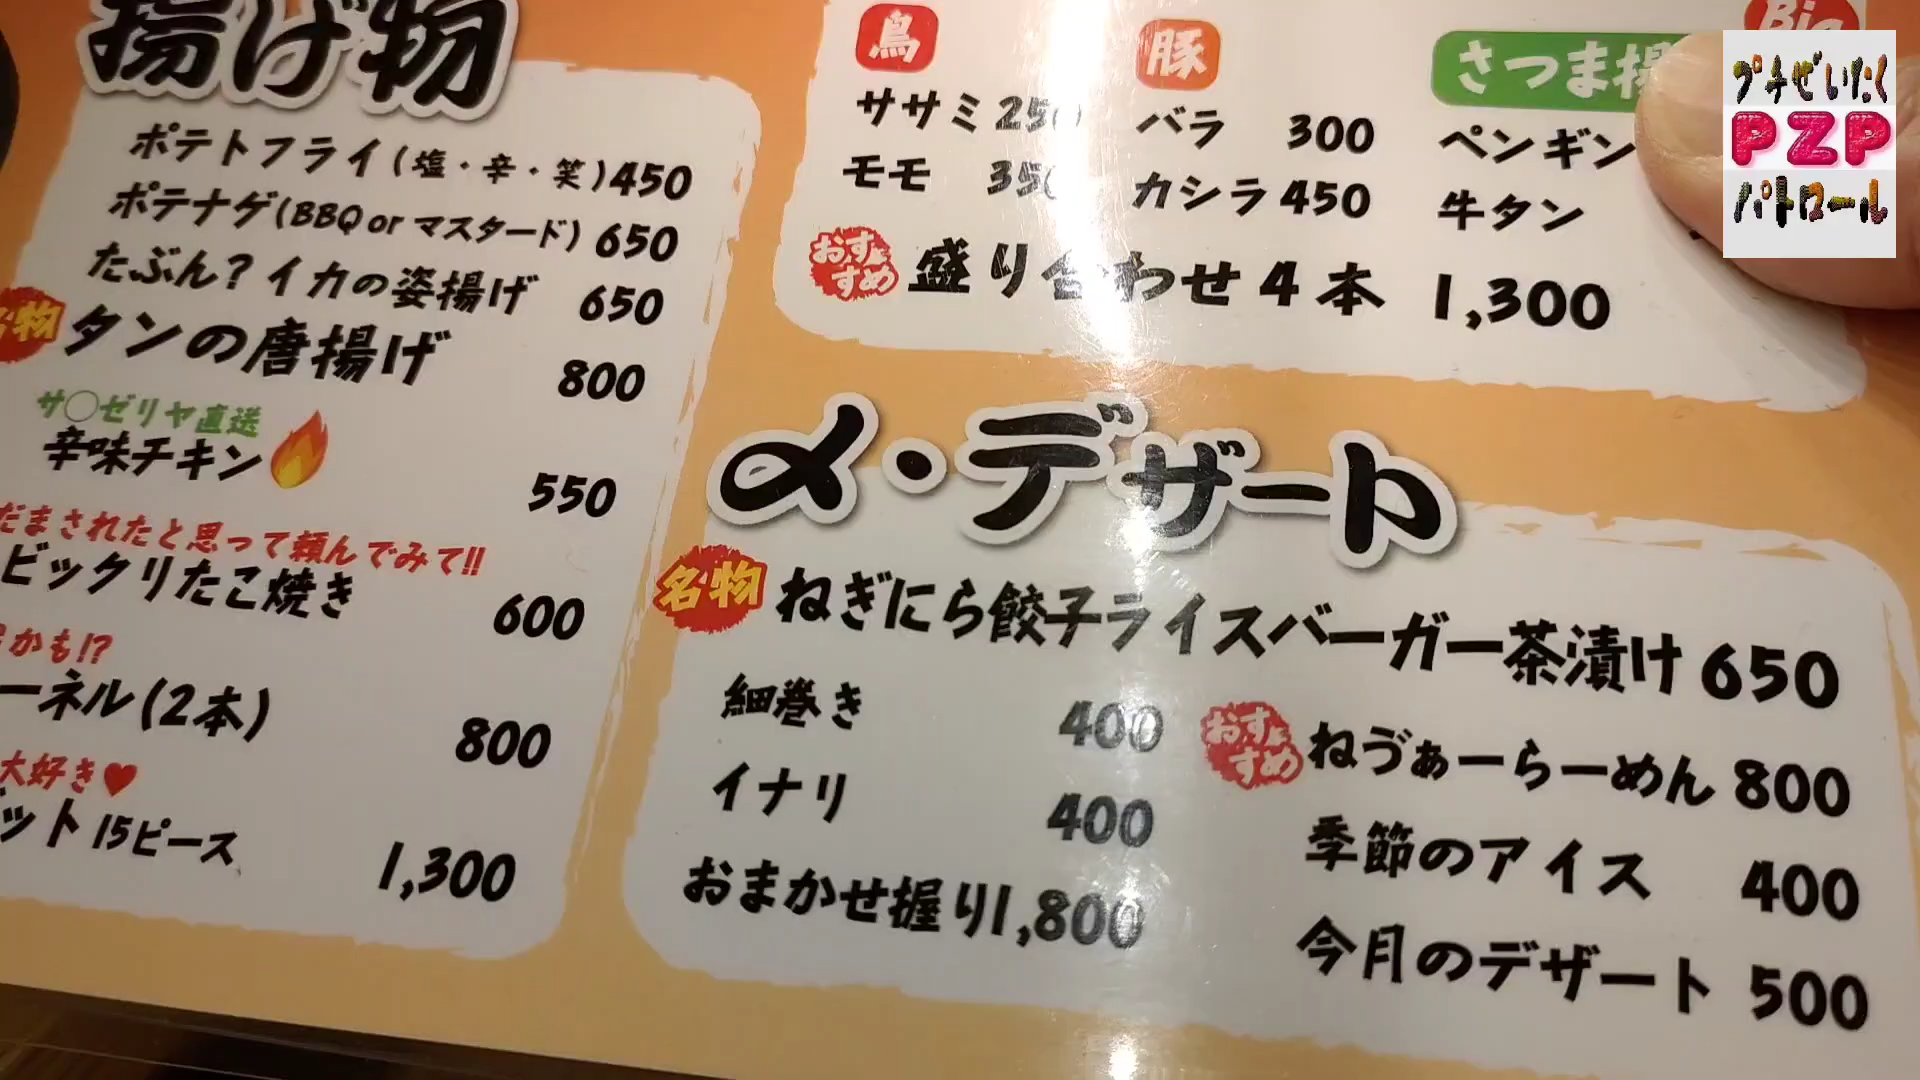 揚げ物
ポテトフライ(塩・辛・笑)450
ポテナゲ(BBQ or マスタード) 650
たぶん?イカの姿揚げ 650
名物 タンの唐揚げ 800
サ〇ゼリヤ直送
辛味チキン 550
だまされたと思って頼んでみて!!
ビックリたこ焼き 600
かも!?
ーネル(2本) 800
大好き♥
ット 15ピース 1,300
鳥
ササミ 250
モモ 350
豚
バラ 300
カシラ 450
Big
さつま揚
ペンギン
牛タン
おすすめ 盛り合わせ4本 1,300
〆・デザート
名物 ねぎにら餃子ライスバーガー茶漬け 650
細巻き 400
イナリ 400
おまかせ握り 1,800
おすすめ ねゔぁーらーめん 800
季節のアイス 400
今月のデザート 500
プチぜいたく
PZP
パトロール